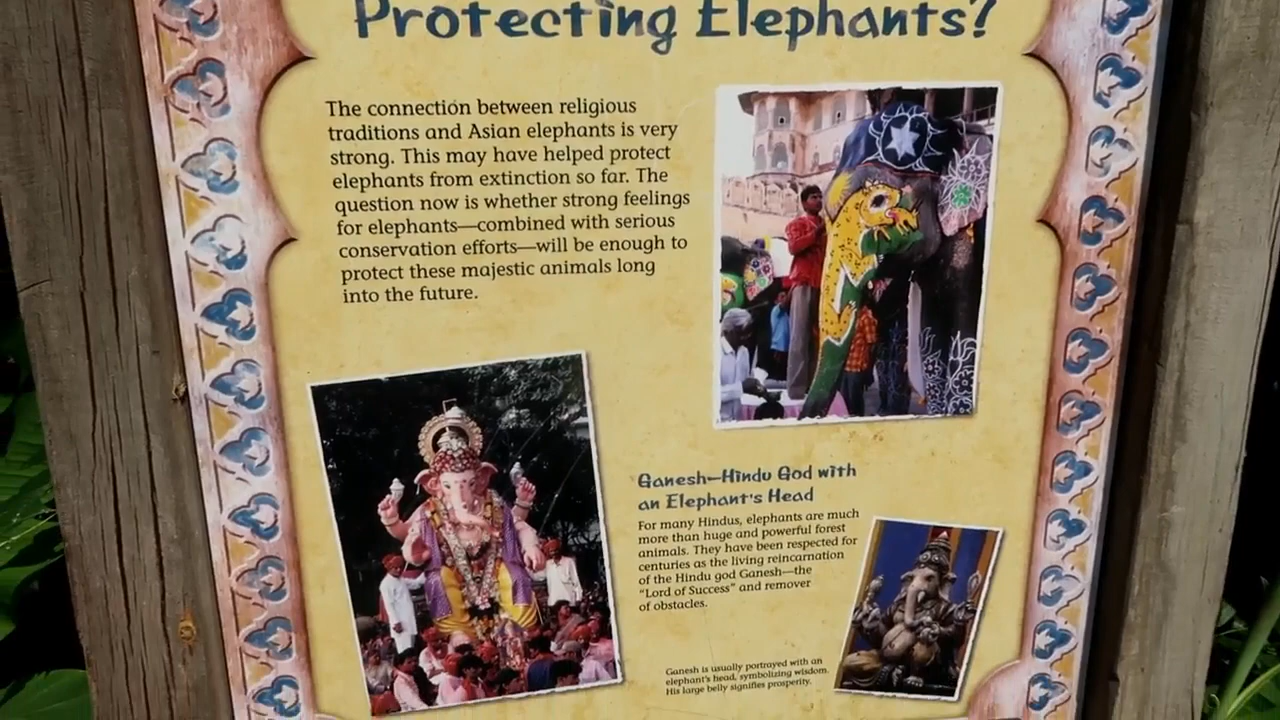 Protecting Elephants?
The connection between religious
traditions and Asian elephants is very
strong. This may have helped protect
elephants from extinction so far. The
question now is whether strong feelings
for elephants—combined with serious
conservation efforts—will be enough to
protect these majestic animals long
into the future.
Ganesh—Hindu God with
an Elephant's Head
For many Hindus, elephants are much
more than huge and powerful forest
animals. They have been respected for
centuries as the living reincarnation
of the Hindu god Ganesh—the
“Lord of Success” and remover
of obstacles.
Ganesh is usually portrayed with an
elephant's head, symbolizing wisdom.
His large belly signifies prosperity.